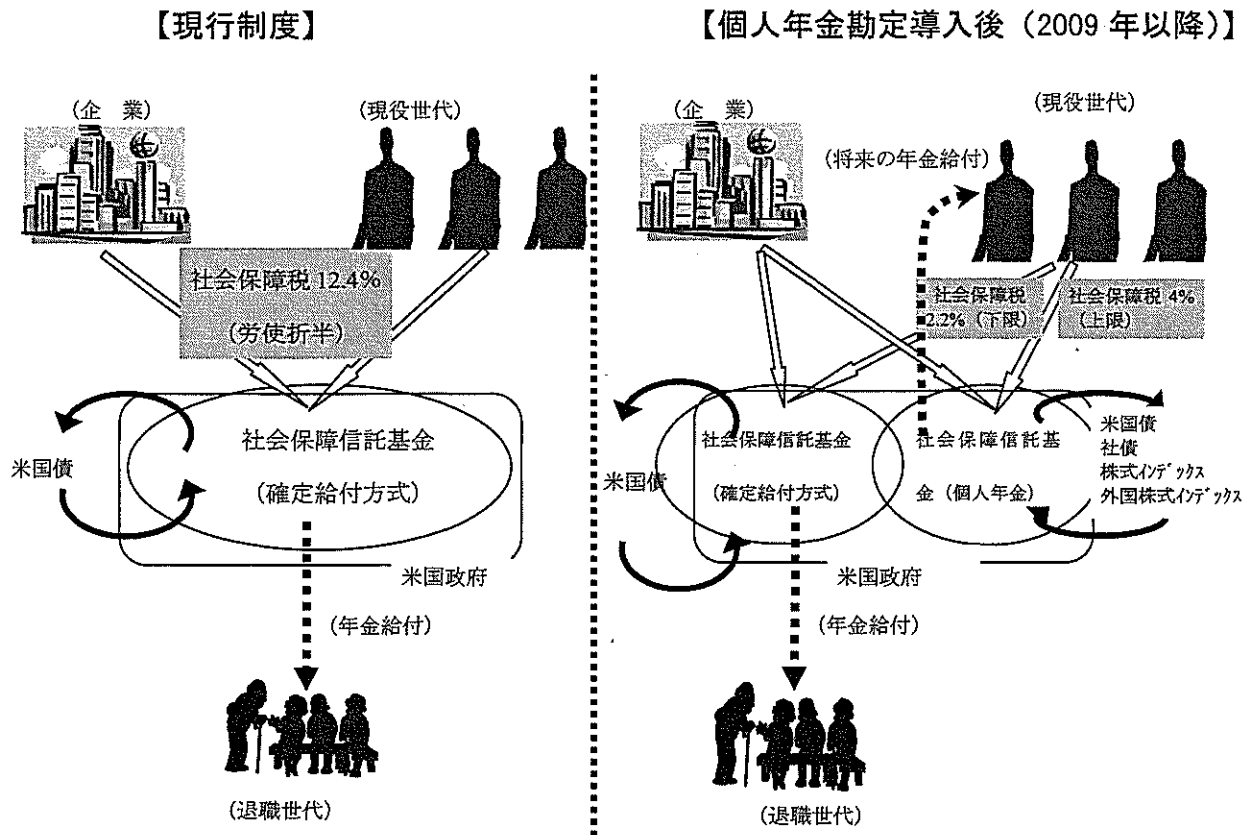 【現行制度】
(企 業)
(現役世代)
社会保障税 12.4%
(労使折半)
社会保障信託基金
(確定給付方式)
米国債
米国政府
(年金給付)
(退職世代)
【個人年金勘定導入後(2009 年以降)】
(企 業)
(現役世代)
(将来の年金給付)
社会保障税
2.2%(下限)
社会保障税 4%
(上限)
社会保障信託基金
(確定給付方式)
社会保障信託基
金(個人年金)
米国債
米国債
社債
株式インデックス
外国株式インデックス
米国政府
(年金給付)
(退職世代)